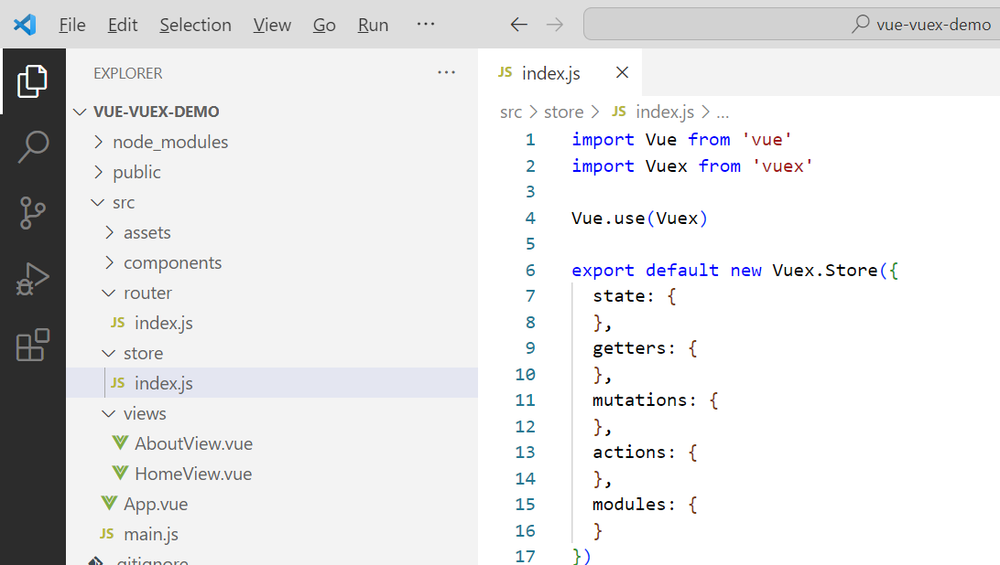 File Edit Selection View Go Run ··· vue-vuex-demo
EXPLORER ···
VUE-VUEX-DEMO
node_modules
public
src
assets
components
router
JS index.js
store
JS index.js
views
AboutView.vue
HomeView.vue
App.vue
JS main.js
.gitignore
JS index.js
src > store > JS index.js > ...
1 import Vue from 'vue'
2 import Vuex from 'vuex'
3
4 Vue.use(Vuex)
5
6 export default new Vuex.Store({
7 state: {
8 },
9 getters: {
10 },
11 mutations: {
12 },
13 actions: {
14 },
15 modules: {
16 }
17 })